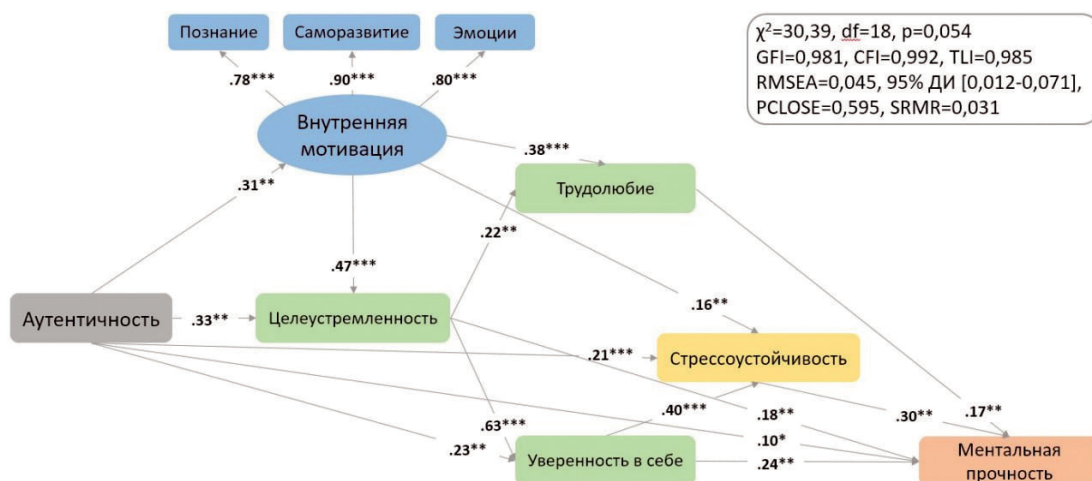 Познание
Саморазвитие
Эмоции
χ²=30,39, df=18, p=0,054
GFI=0,981, CFI=0,992, TLI=0,985
RMSEA=0,045, 95% ДИ [0,012-0,071],
PCLOSE=0,595, SRMR=0,031
.78***
.90***
.80***
Внутренняя
мотивация
.38***
.31**
Трудолюбие
.22**
.47***
Аутентичность
.33**
Целеустремленность
.16**
.21***
Стрессоустойчивость
.40***
.18**
.30**
.17**
.63***
.10*
.23**
Уверенность в себе
.24**
Ментальная
прочность